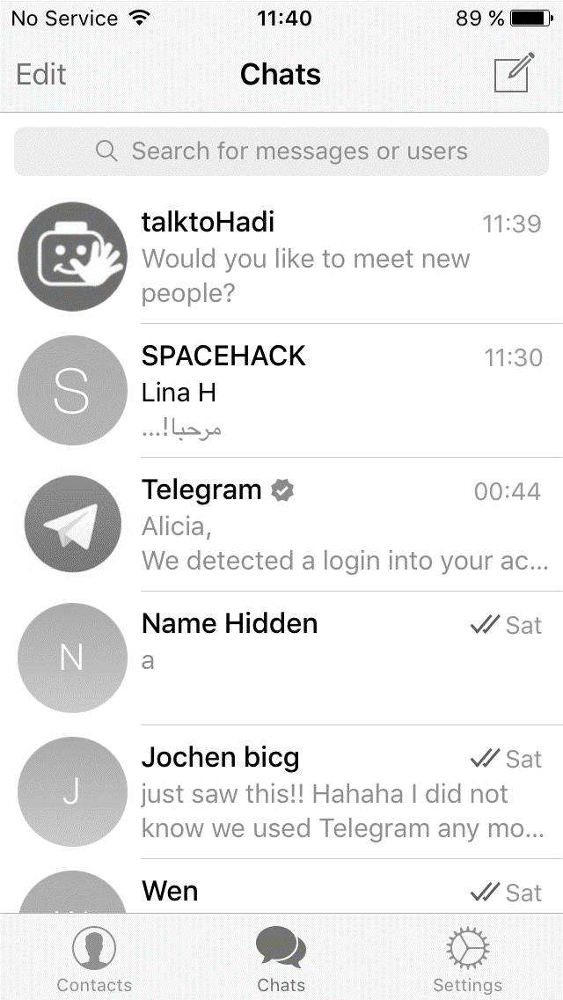 No Service 11:40 89 %
Edit Chats
Search for messages or users
talktoHadi 11:39
Would you like to meet new
people?
S
SPACEHACK 11:30
Lina H
مرحبا!...
Telegram 00:44
Alicia,
We detected a login into your ac...
N
Name Hidden Sat
a
J
Jochen bicg Sat
just saw this!! Hahaha I did not
know we used Telegram any mo...
Wen Sat
Contacts Chats Settings